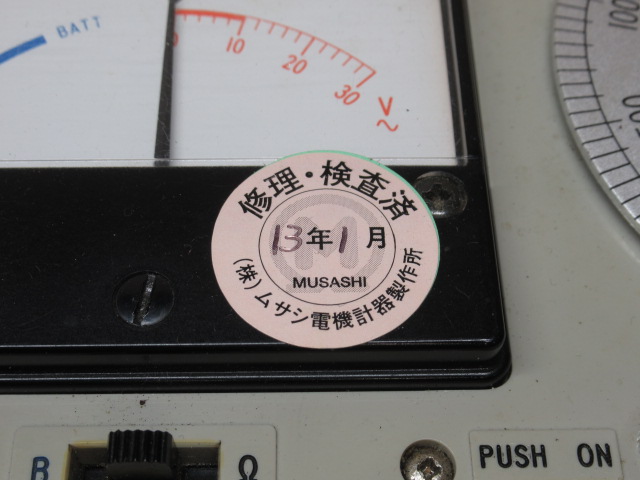 BATT
10
20
30
V
~
100
修理・検査済
13年1月
MUSASHI
(株)ムサシ電機計器製作所
B
Ω
PUSH ON